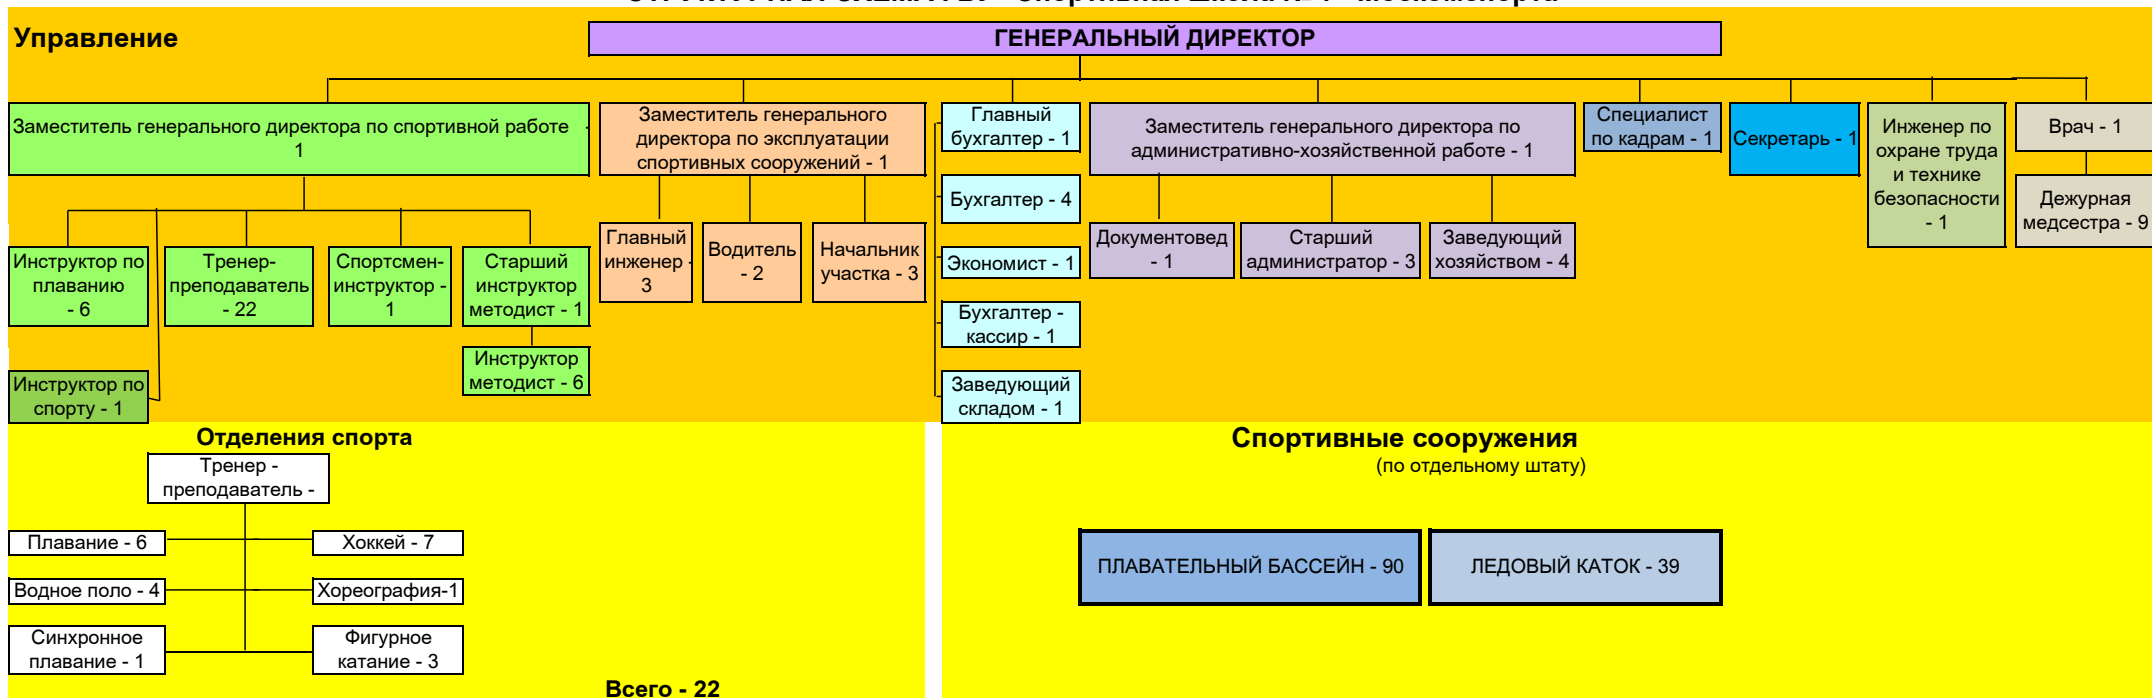 Управление
ГЕНЕРАЛЬНЫЙ ДИРЕКТОР
Заместитель генерального директора по спортивной работе -
1
Заместитель генерального
директора по эксплуатации
спортивных сооружений - 1
Главный
бухгалтер - 1
Заместитель генерального директора по
административно-хозяйственной работе - 1
Специалист
по кадрам - 1
Секретарь - 1
Инженер по
охране труда
и технике
безопасности
- 1
Врач - 1
Дежурная
медсестра - 9
Инструктор по
плаванию
- 6
Тренер-
преподаватель
- 22
Спортсмен-
инструктор -
1
Старший
инструктор
методист - 1
Инструктор
методист - 6
Инструктор по
спорту - 1
Главный
инженер -
3
Водитель
- 2
Начальник
участка - 3
Бухгалтер - 4
Экономист - 1
Бухгалтер -
кассир - 1
Заведующий
складом - 1
Документовед
- 1
Старший
администратор - 3
Заведующий
хозяйством - 4
Отделения спорта
Тренер -
преподаватель -
Плавание - 6
Хоккей - 7
Водное поло - 4
Хореография-1
Синхронное
плавание - 1
Фигурное
катание - 3
Всего - 22
Спортивные сооружения
(по отдельному штату)
ПЛАВАТЕЛЬНЫЙ БАССЕЙН - 90
ЛЕДОВЫЙ КАТОК - 39